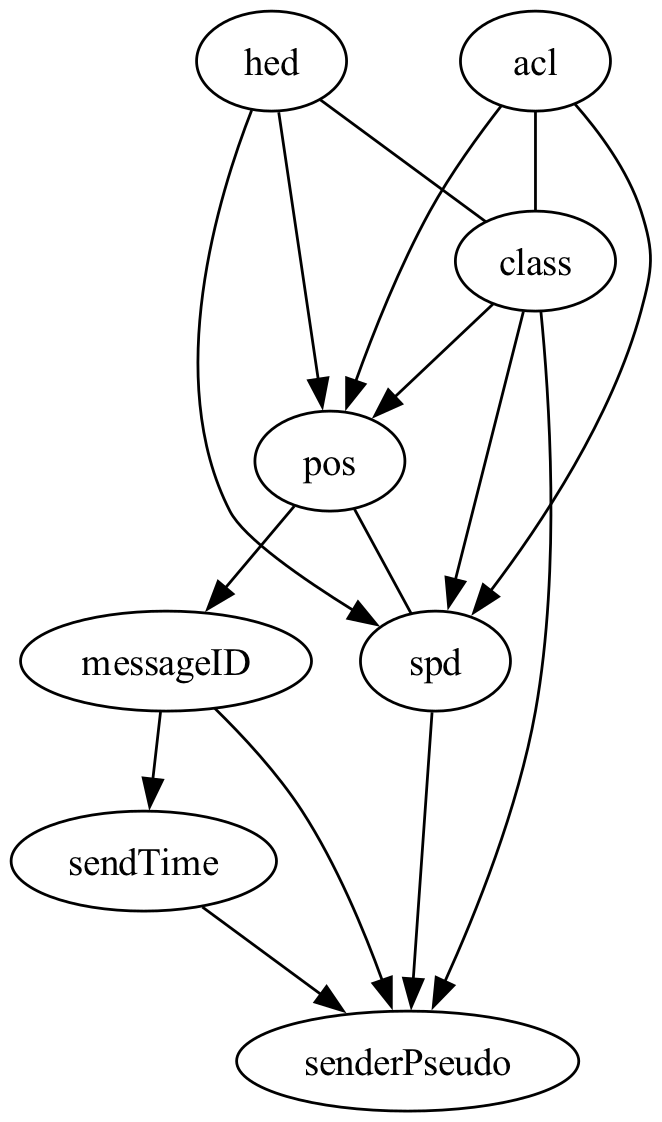 hed
acl
class
pos
messageID
spd
sendTime
senderPseudo